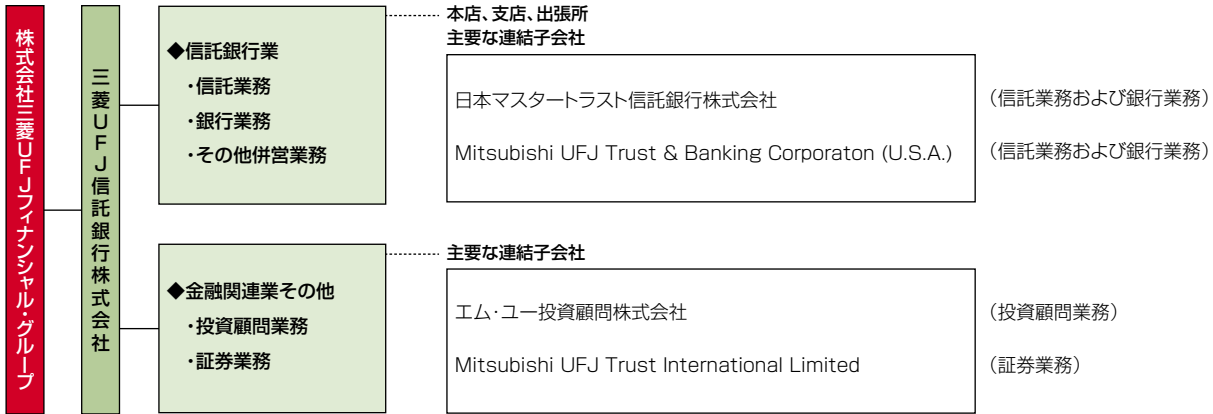 株式会社三菱UFJフィナンシャル・グループ
三菱UFJ信託銀行株式会社
◆信託銀行業
・信託業務
・銀行業務
・その他併営業務
本店、支店、出張所
主要な連結子会社
日本マスタートラスト信託銀行株式会社 （信託業務および銀行業務）
Mitsubishi UFJ Trust & Banking Corporaton (U.S.A.) （信託業務および銀行業務）
◆金融関連業その他
・投資顧問業務
・証券業務
主要な連結子会社
エム・ユー投資顧問株式会社 （投資顧問業務）
Mitsubishi UFJ Trust International Limited （証券業務）